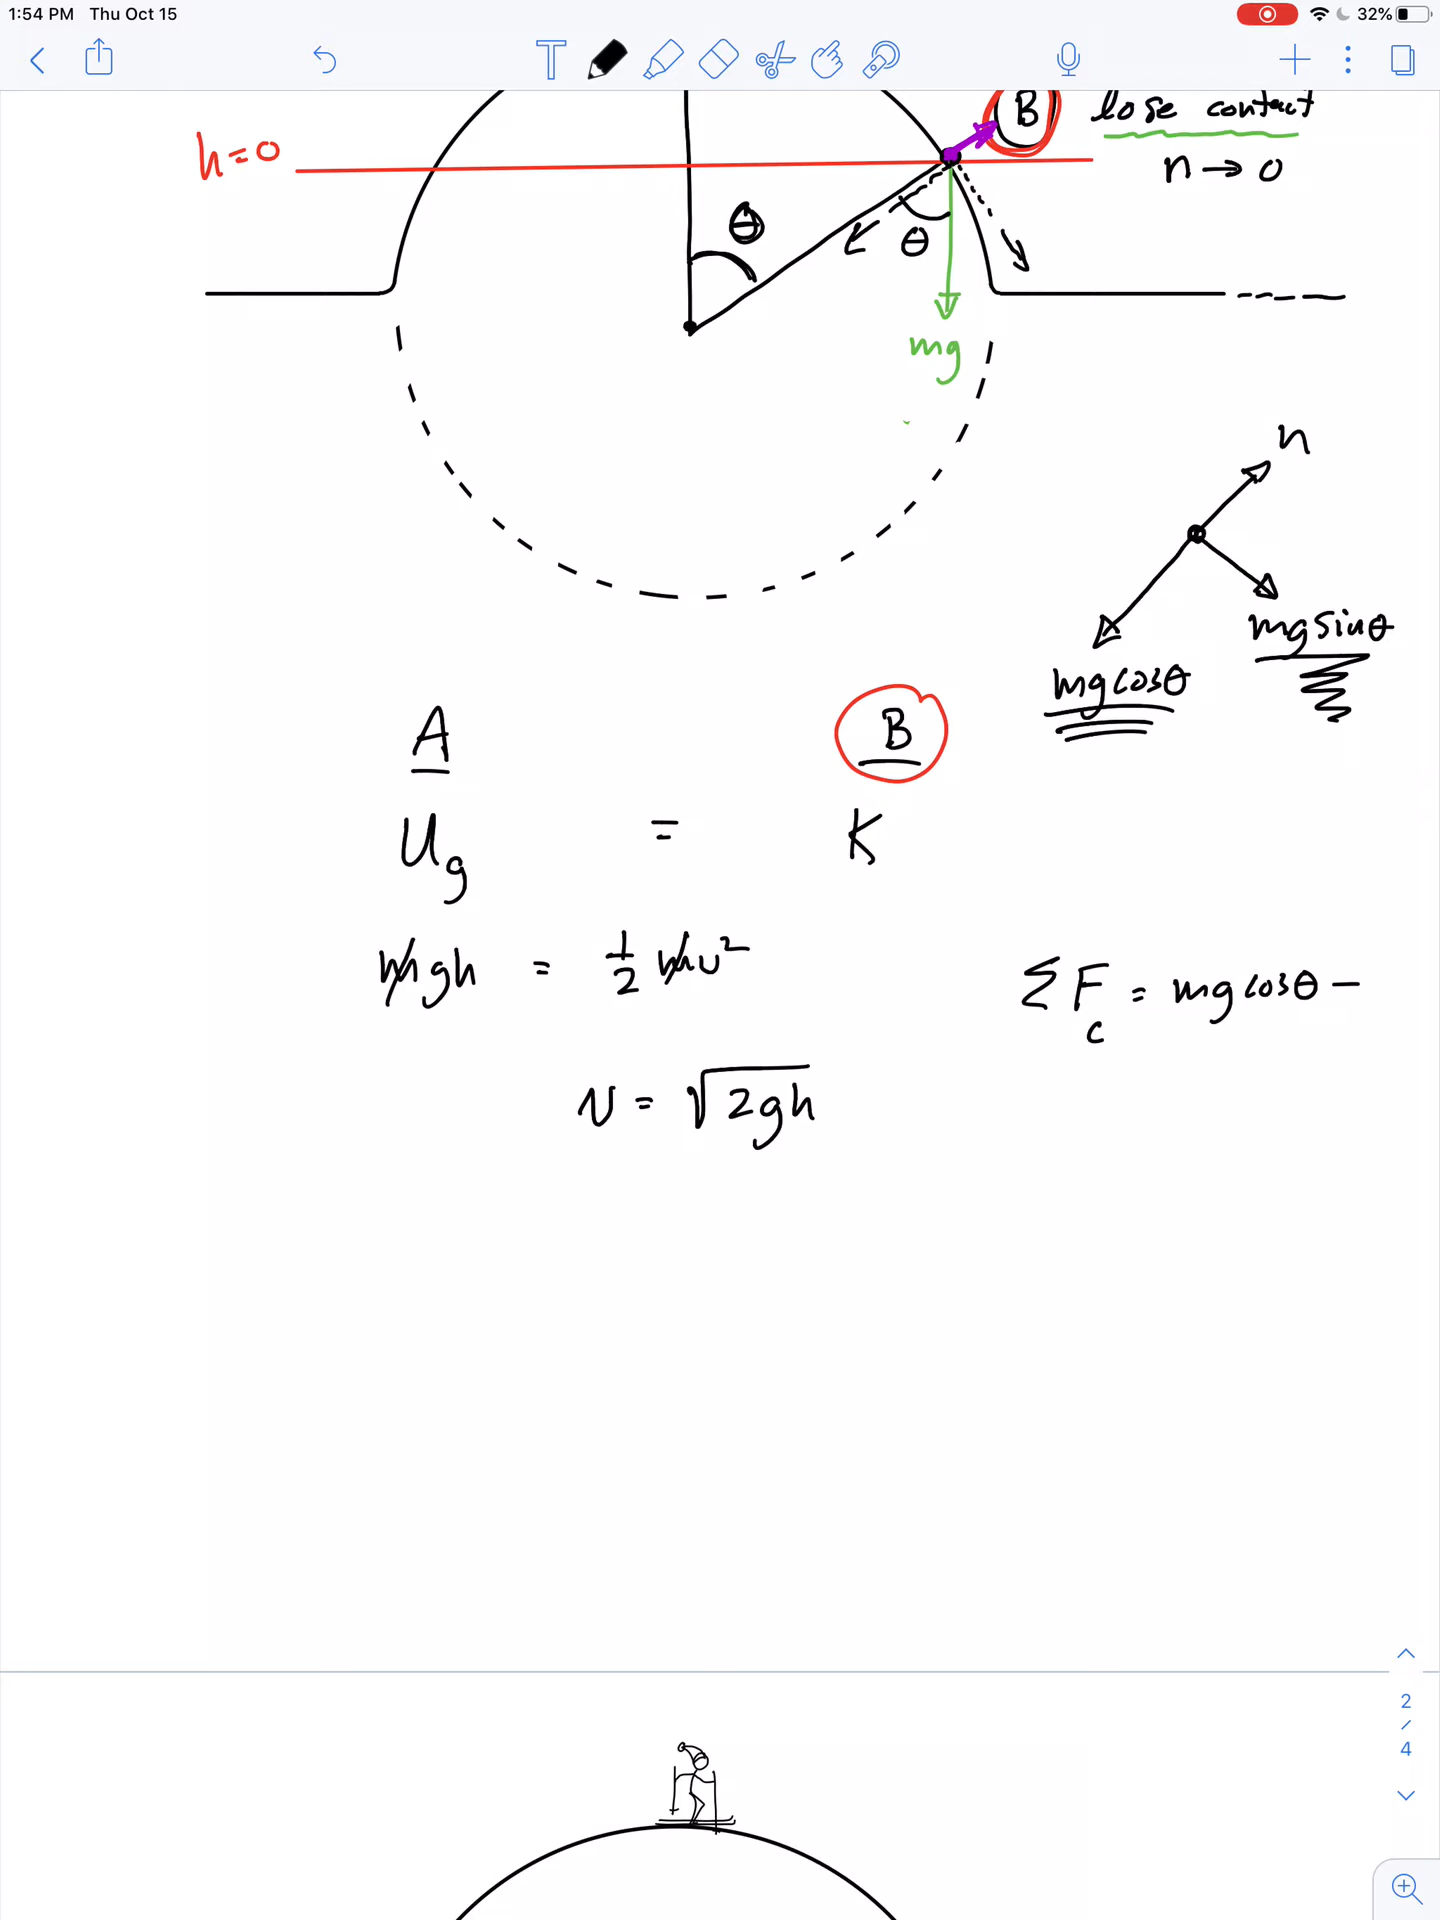 1:54 PM Thu Oct 15 32%
T
B lose contact
h=0
n → 0
θ
θ
mg
n
mg sinθ
mg cosθ
A B
Ug = K
mgh = 1/2 mv²
ΣFc = mg cosθ −
v = √2gh
2
/
4